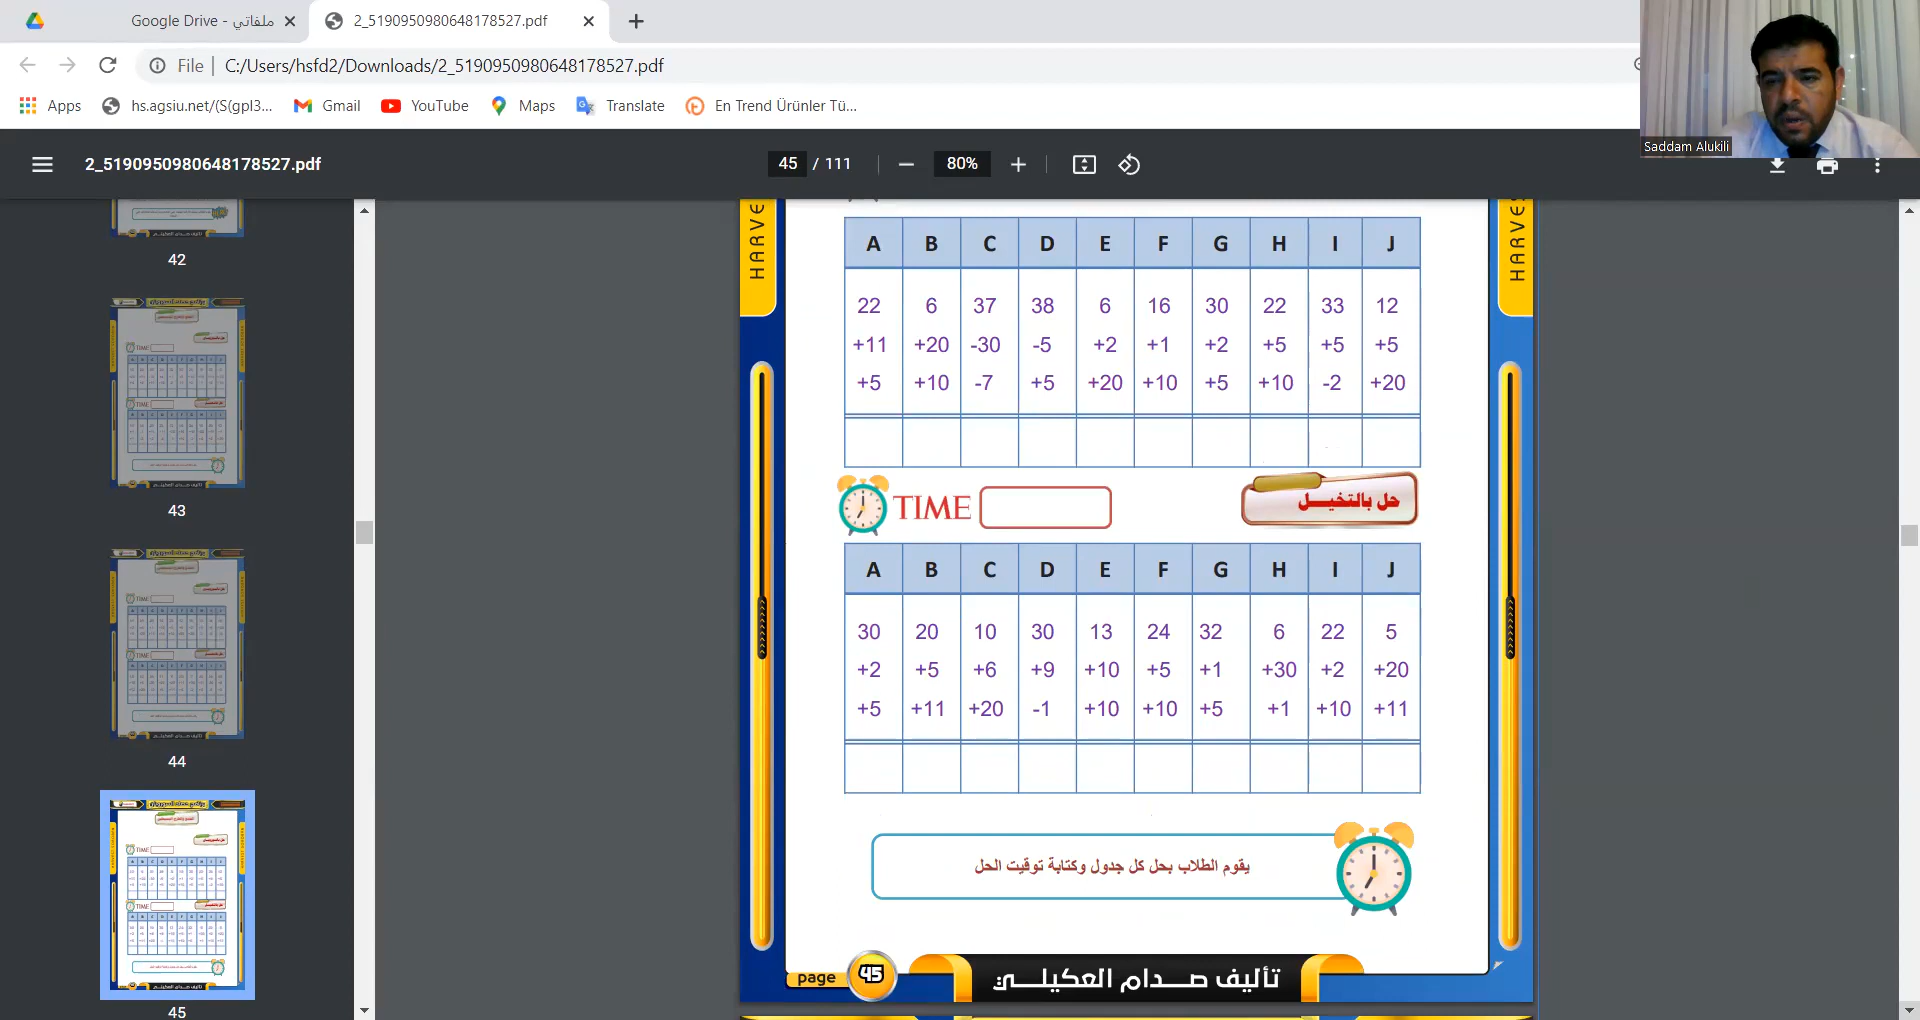 Google Drive - ملفاتي
2_5190950980648178527.pdf
File
C:/Users/hsfd2/Downloads/2_5190950980648178527.pdf
Apps
hs.agsiu.net/(S(gpl3...
Gmail
YouTube
Maps
Translate
En Trend Ürünler Tü...
Saddam Alukili
2_5190950980648178527.pdf
45 / 111
80%
42
43
44
45
HARVE
HARVES
A B C D E F G H I J
22 6 37 38 6 16 30 22 33 12
+11 +20 -30 -5 +2 +1 +2 +5 +5 +5
+5 +10 -7 +5 +20 +10 +5 +10 -2 +20
TIME
حل بالتخيــل
A B C D E F G H I J
30 20 10 30 13 24 32 6 22 5
+2 +5 +6 +9 +10 +5 +1 +30 +2 +20
+5 +11 +20 -1 +10 +10 +5 +1 +10 +11
يقوم الطلاب بحل كل جدول وكتابة توقيت الحل
page 45
تأليف صـــدام العكيلــــي